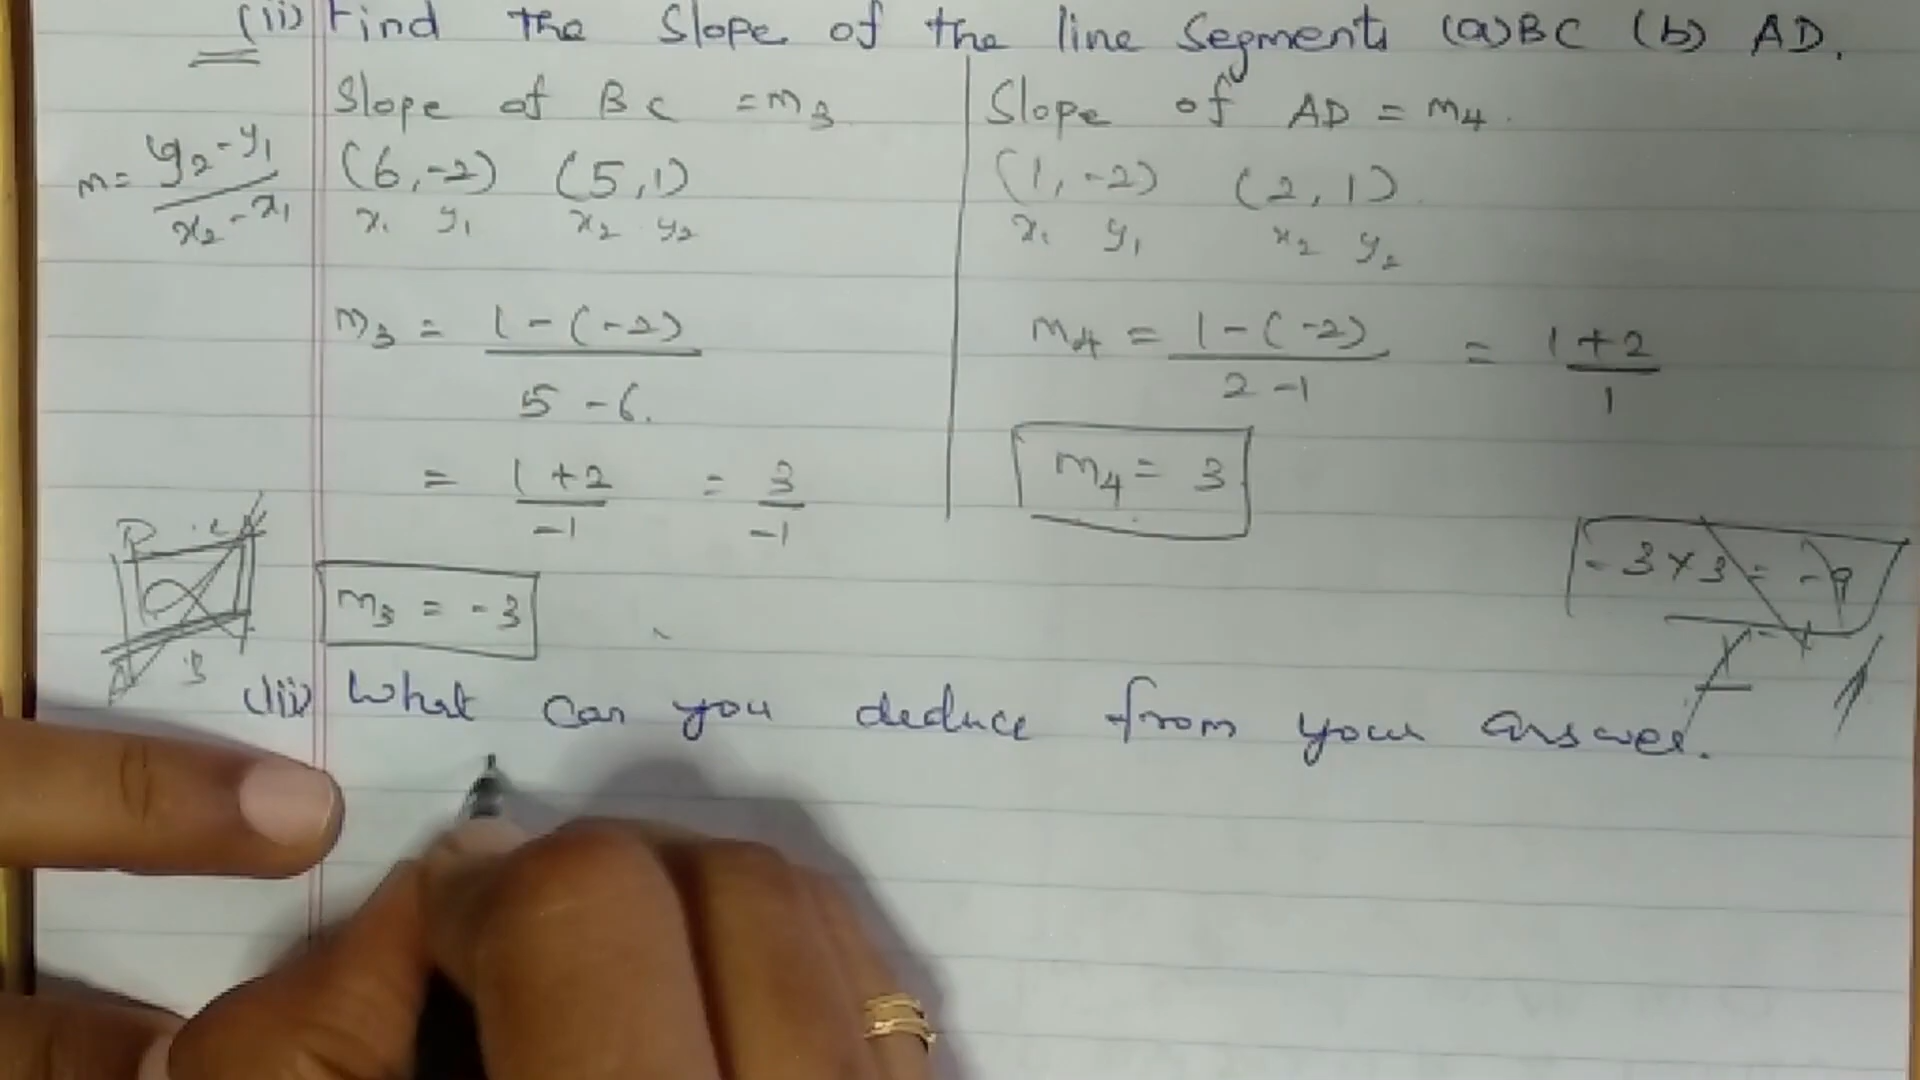 (ii) Find the slope of the line segments (a) BC (b) AD.
Slope of BC = m3
m = y2-y1 / x2-x1
(6,-2) (5,1)
x1 y1 x2 y2
m3 = 1-(-2) / 5-6.
= 1+2 / -1 = 3 / -1
m3 = -3
Slope of AD = m4.
(1,-2) (2,1)
x1 y1 x2 y2
m4 = 1-(-2) / 2-1 = 1+2 / 1
m4 = 3
-3×3 = -9
D C
A B
(iii) What can you deduce from your answer.